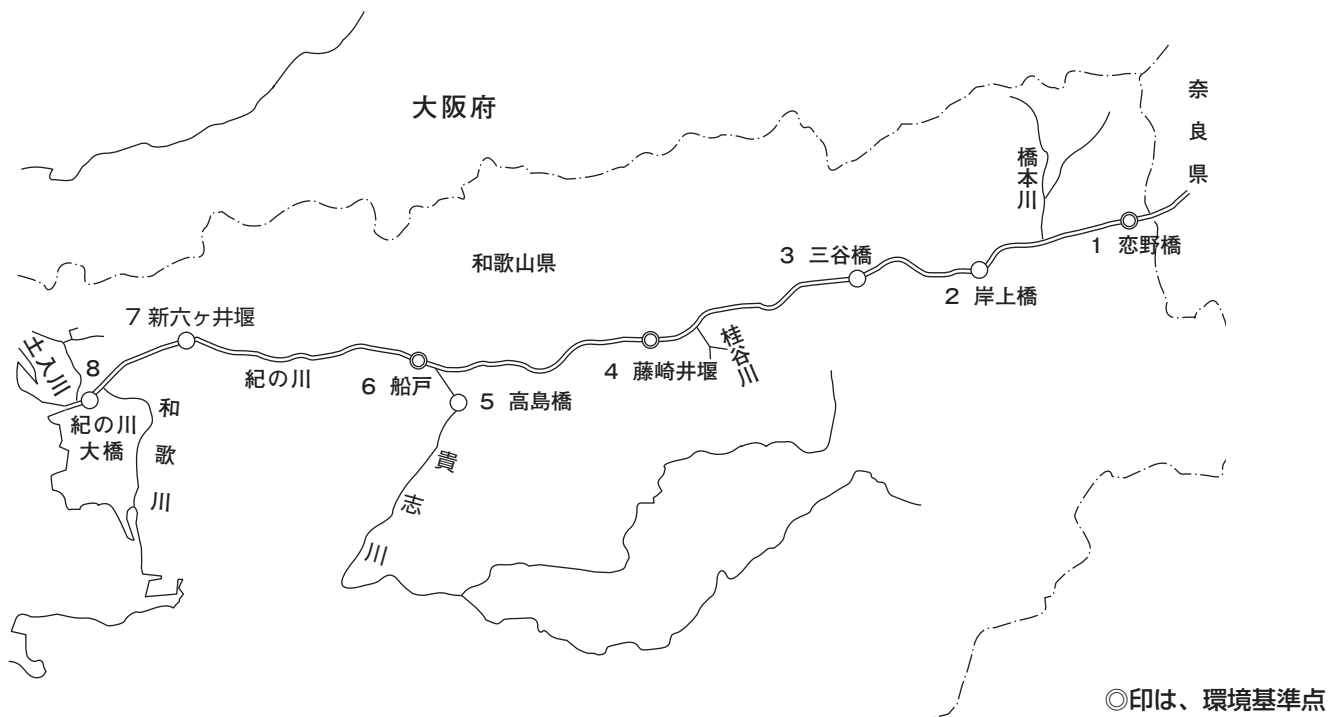 大阪府
奈良県
橋本川
1 恋野橋
和歌山県
3 三谷橋
2 岸上橋
7 新六ヶ井堰
桂谷川
土入川
8
紀の川
大橋
紀の川
6 船戸
4 藤崎井堰
5 高島橋
和歌川
貴志川
◎印は、環境基準点